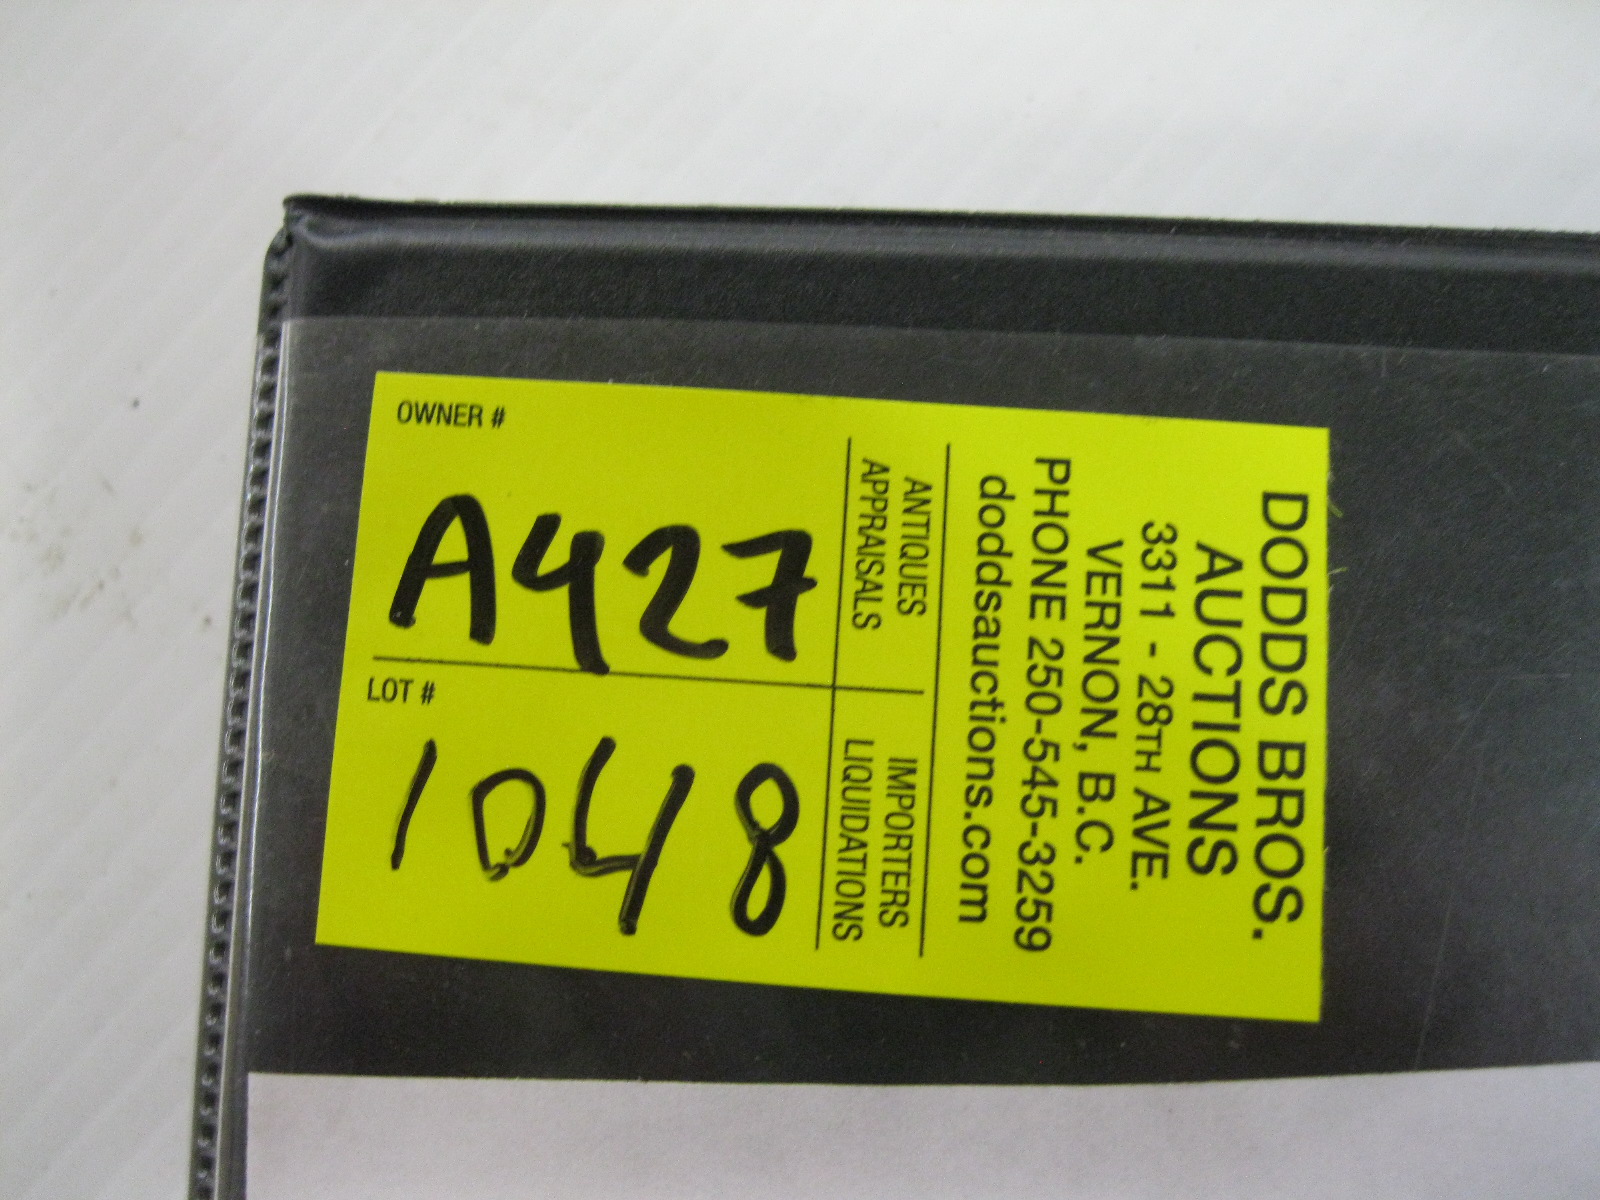 DODDS BROS.
AUCTIONS
3311 - 28TH AVE.
VERNON, B.C.
PHONE 250-545-3259
doddsauctions.com
ANTIQUES
APPRAISALS
IMPORTERS
LIQUIDATIONS
OWNER #
A427
LOT #
1048